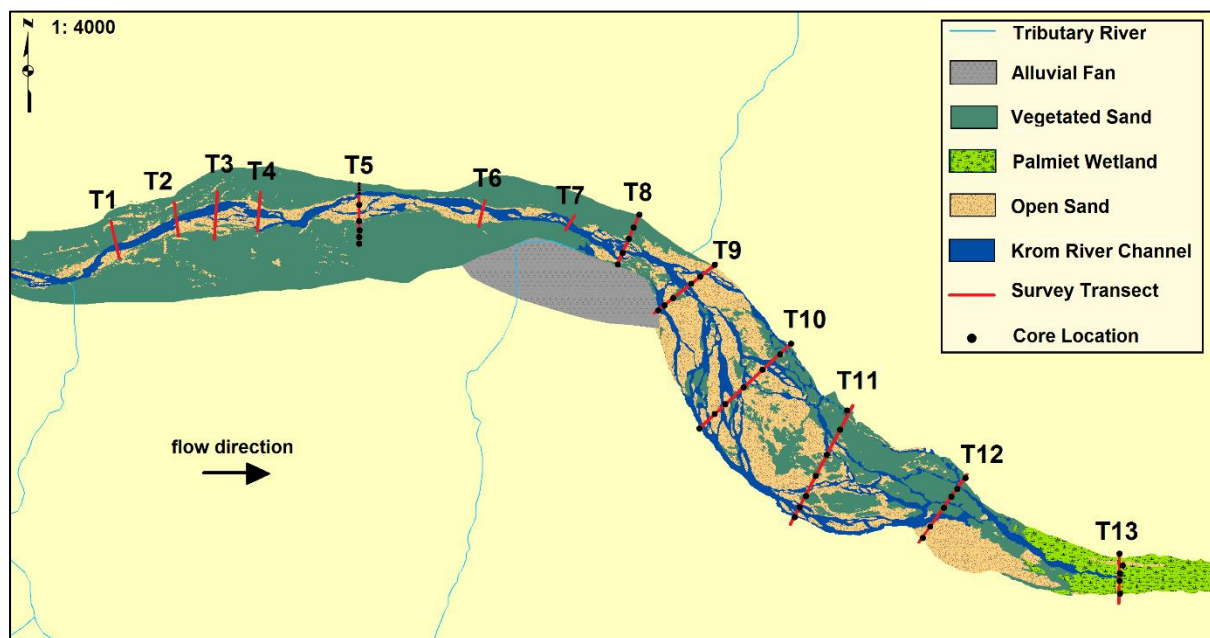 N
1: 4000
T1
T2
T3
T4
T5
T6
T7
T8
T9
T10
T11
T12
T13
flow direction
Tributary River
Alluvial Fan
Vegetated Sand
Palmiet Wetland
Open Sand
Krom River Channel
Survey Transect
Core Location